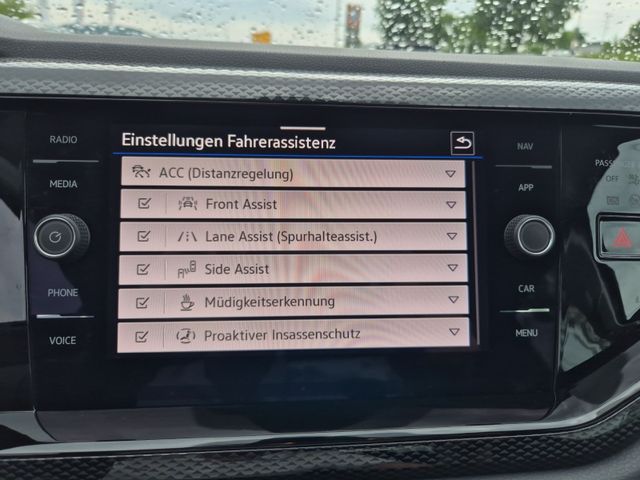 RADIO
MEDIA
PHONE
VOICE
Einstellungen Fahrerassistenz
ACC (Distanzregelung)
Front Assist
Lane Assist (Spurhalteassist.)
Side Assist
Müdigkeitserkennung
Proaktiver Insassenschutz
NAV
APP
CAR
MENU
OFF